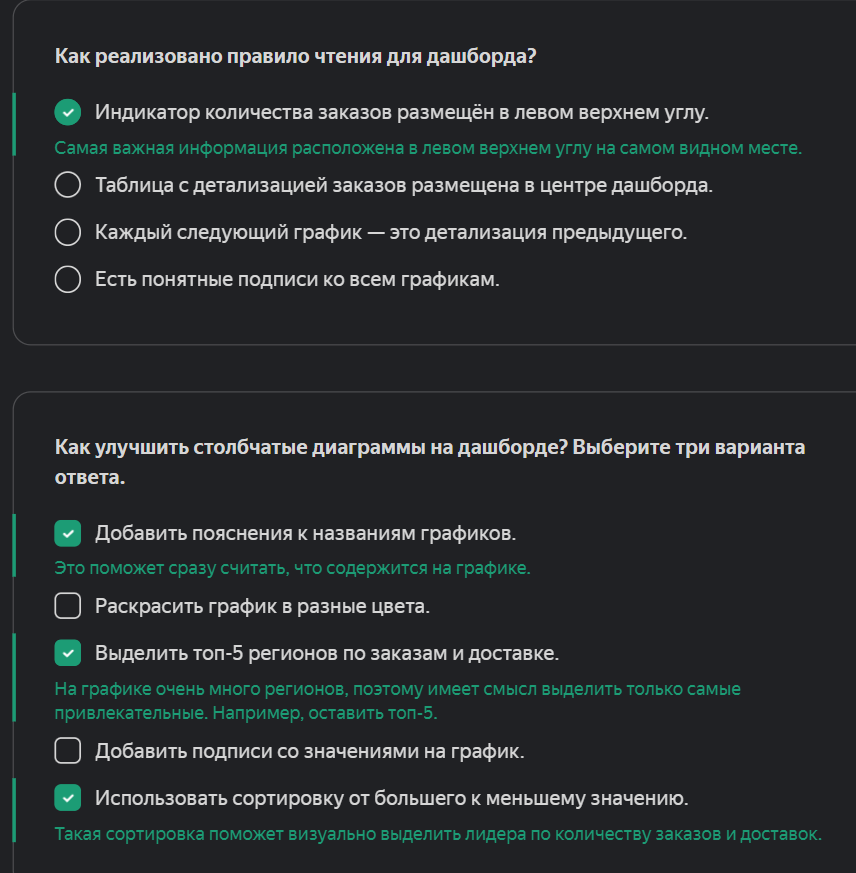 Как реализовано правило чтения для дашборда?
Индикатор количества заказов размещён в левом верхнем углу.
Самая важная информация расположена в левом верхнем углу на самом видном месте.
Таблица с детализацией заказов размещена в центре дашборда.
Каждый следующий график — это детализация предыдущего.
Есть понятные подписи ко всем графикам.
Как улучшить столбчатые диаграммы на дашборде? Выберите три варианта
ответа.
Добавить пояснения к названиям графиков.
Это поможет сразу считать, что содержится на графике.
Раскрасить график в разные цвета.
Выделить топ-5 регионов по заказам и доставке.
На графике очень много регионов, поэтому имеет смысл выделить только самые
привлекательные. Например, оставить топ-5.
Добавить подписи со значениями на график.
Использовать сортировку от большего к меньшему значению.
Такая сортировка поможет визуально выделить лидера по количеству заказов и доставок.